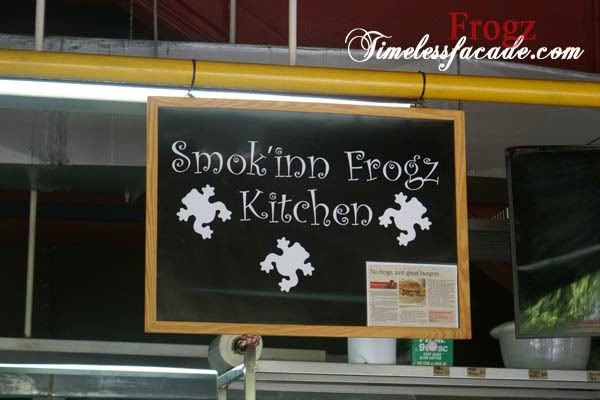 Frogz
Timelessfacade.com
Smok'inn Frogz
Kitchen
No frogs, just great burgers